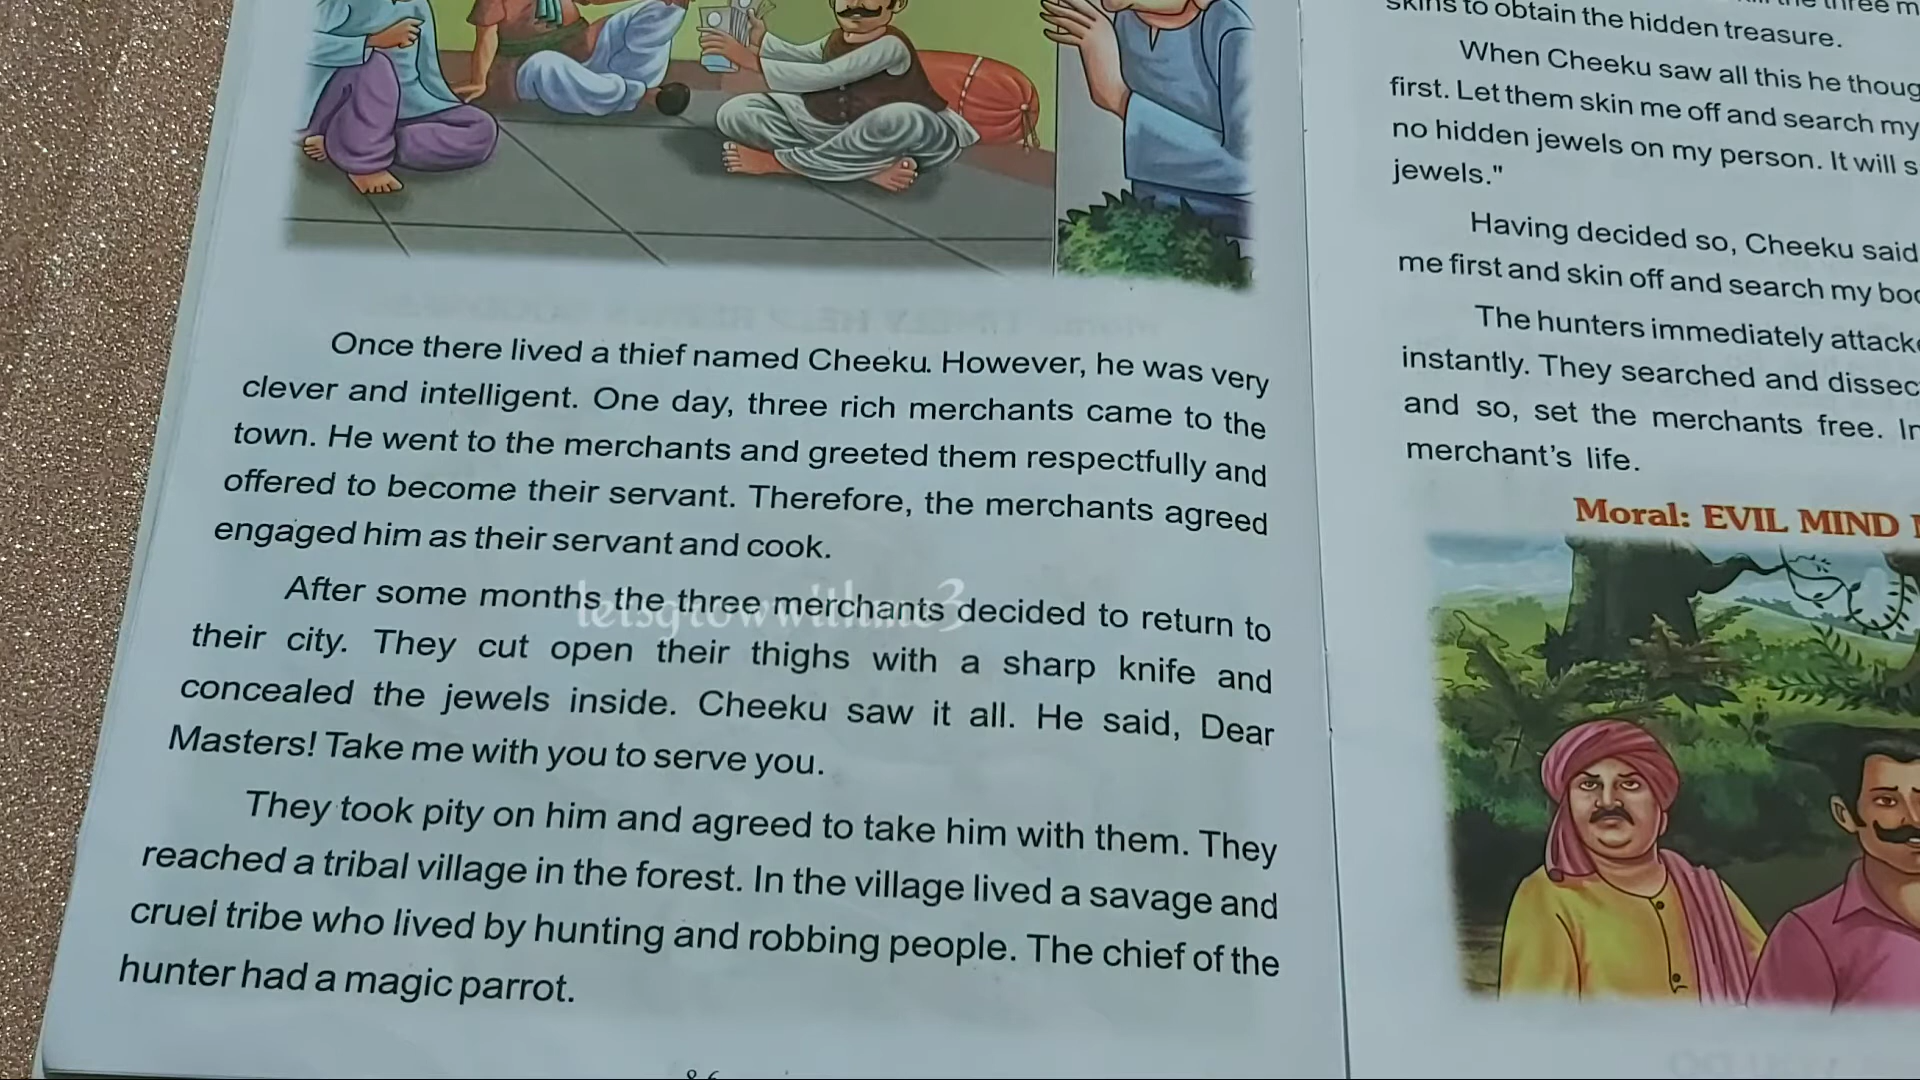 Once there lived a thief named Cheeku. However, he was very
clever and intelligent. One day, three rich merchants came to the
town. He went to the merchants and greeted them respectfully and
offered to become their servant. Therefore, the merchants agreed
engaged him as their servant and cook.
After some months the three merchants decided to return to
their city. They cut open their thighs with a sharp knife and
concealed the jewels inside. Cheeku saw it all. He said, Dear
Masters! Take me with you to serve you.
They took pity on him and agreed to take him with them. They
reached a tribal village in the forest. In the village lived a savage and
cruel tribe who lived by hunting and robbing people. The chief of the
hunter had a magic parrot.
letsgrowwithme3
three
skins to obtain the hidden treasure.
When Cheeku saw all this he
first. Let them skin me off and search my
no hidden jewels on my person. It will
jewels."
Having decided so, Cheeku said
me first and skin off and search my
The hunters immediately
instantly. They searched and
and so, set the merchants free.
merchant's life.
Moral: EVIL MIND